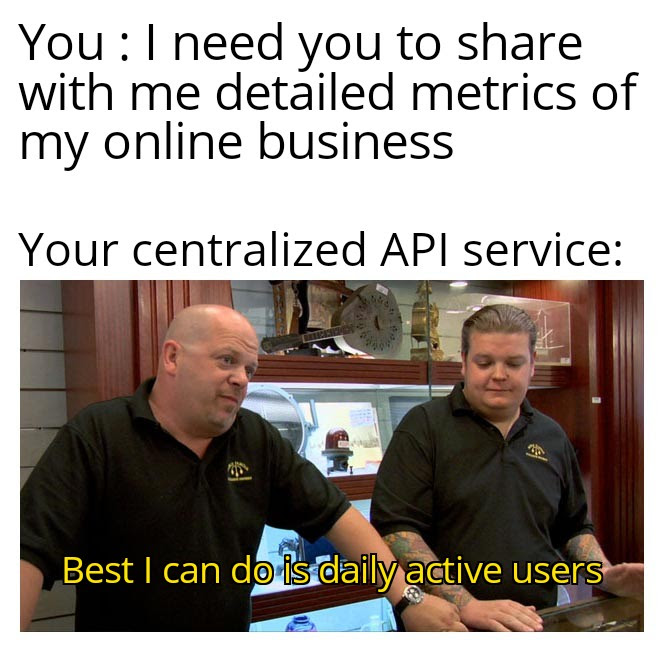 You : I need you to share
with me detailed metrics of
my online business
Your centralized API service:
Best I can do is daily active users